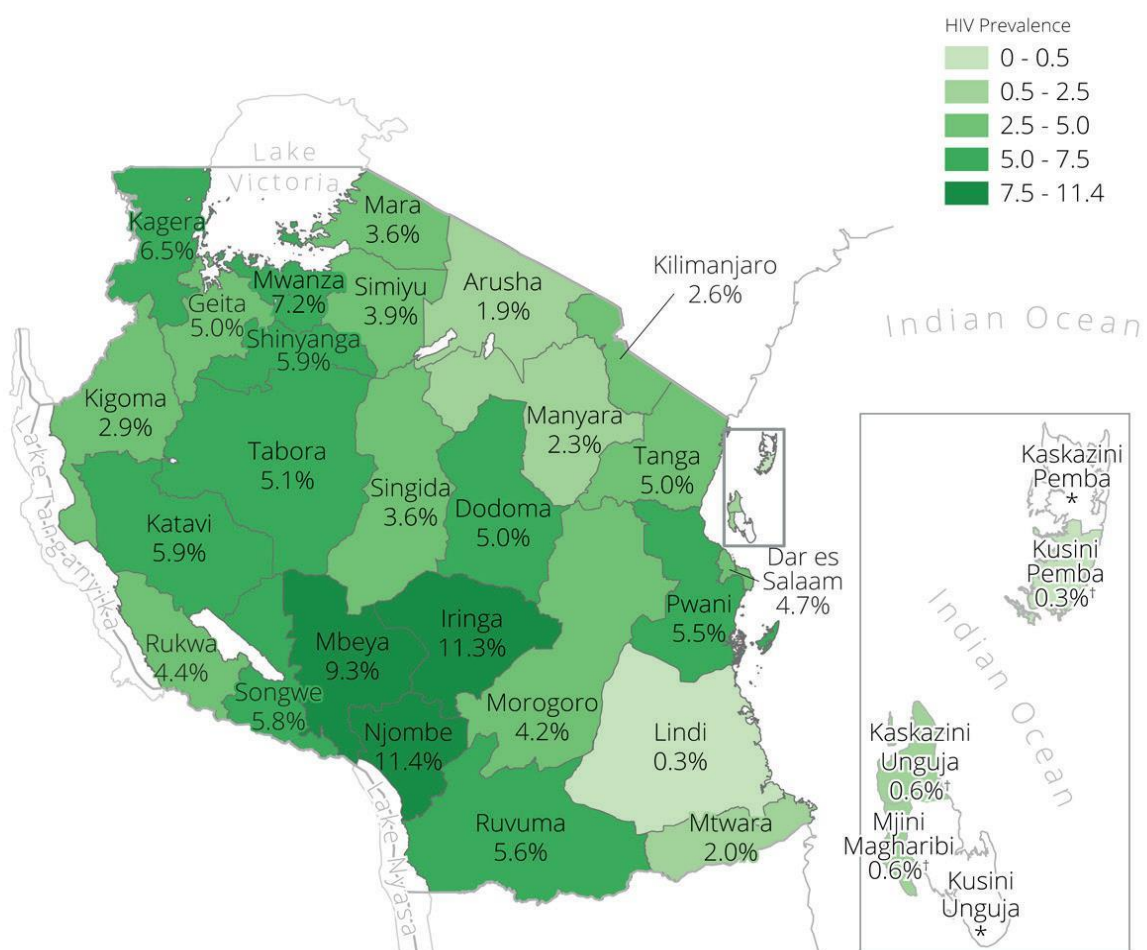 HIV Prevalence
0 - 0.5
0.5 - 2.5
2.5 - 5.0
5.0 - 7.5
7.5 - 11.4
Lake
Victoria
Kagera
6.5%
Mara
3.6%
Mwanza
7.2%
Simiyu
3.9%
Arusha
1.9%
Kilimanjaro
2.6%
Geita
5.0%
Shinyanga
5.9%
Indian Ocean
Kigoma
2.9%
Lake Tanganyika
Tabora
5.1%
Singida
3.6%
Manyara
2.3%
Tanga
5.0%
Katavi
5.9%
Dodoma
5.0%
Dar es
Salaam
4.7%
Pwani
5.5%
Rukwa
4.4%
Mbeya
9.3%
Iringa
11.3%
Songwe
5.8%
Njombe
11.4%
Morogoro
4.2%
Lindi
0.3%
Lake Nyasa
Ruvuma
5.6%
Mtwara
2.0%
Kaskazini
Pemba
*
Kusini
Pemba
0.3%†
Indian Ocean
Kaskazini
Unguja
0.6%†
Mjini
Magharibi
0.6%†
Kusini
Unguja
*